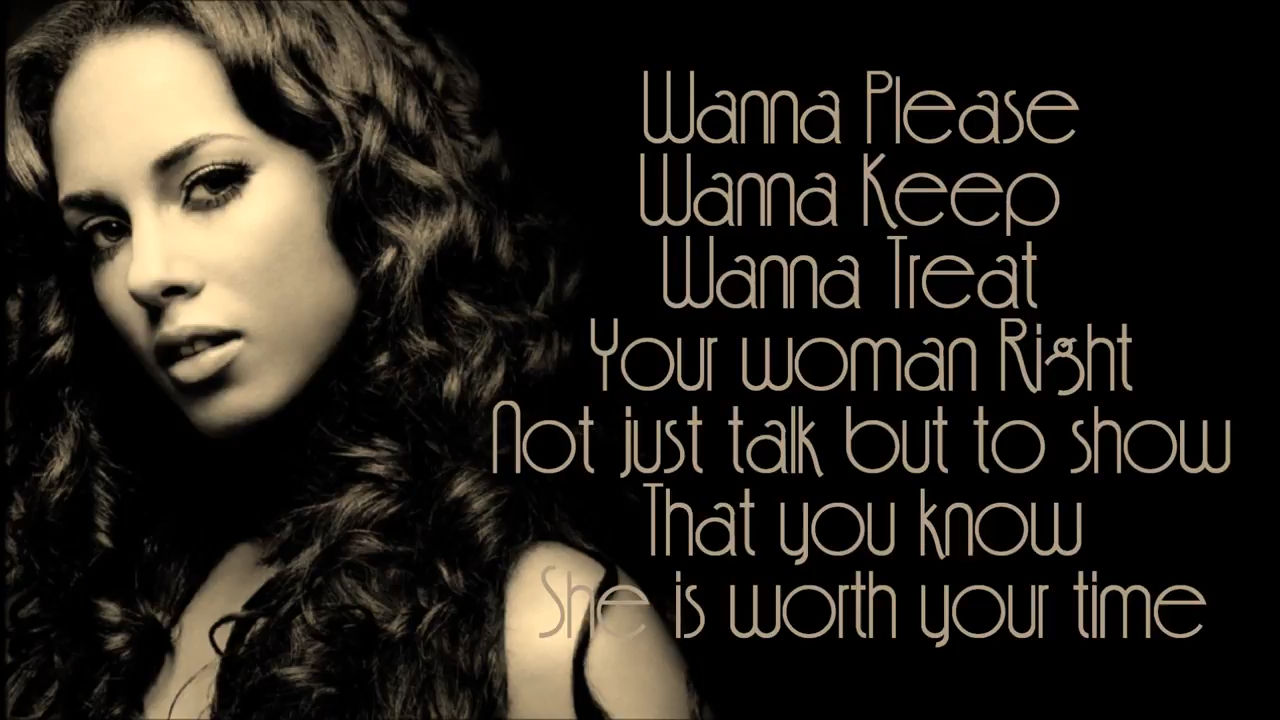 Wanna Please
Wanna Keep
Wanna Treat
Your woman Right
Not just talk but to show
That you know
She is worth your time